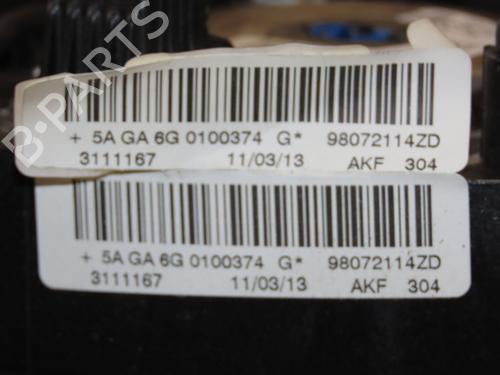 B-PARTS
+ 5A GA 6G 0100374 G* 98072114ZD
3111167 11/03/13 AKF 304
+ 5A GA 6G 0100374 G* 98072114ZD
3111167 11/03/13 AKF 304